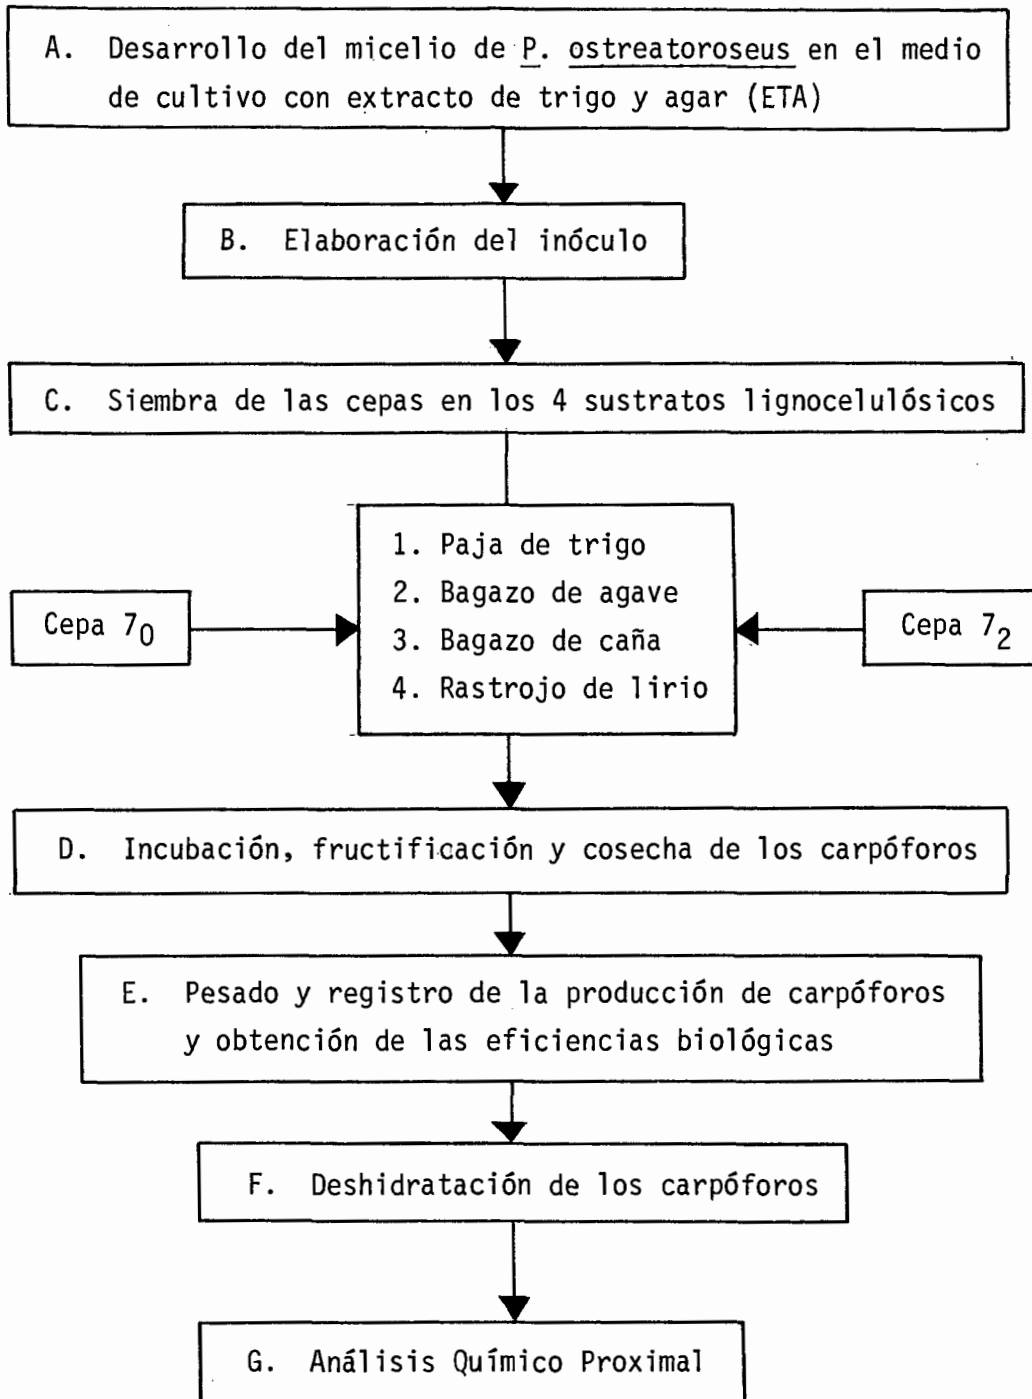 A. Desarrollo del micelio de P. ostreatoroseus en el medio
de cultivo con extracto de trigo y agar (ETA)
B. Elaboración del inóculo
C. Siembra de las cepas en los 4 sustratos lignocelulósicos
1. Paja de trigo
2. Bagazo de agave
Cepa 7₀
Cepa 7₂
3. Bagazo de caña
4. Rastrojo de lirio
D. Incubación, fructificación y cosecha de los carpóforos
E. Pesado y registro de la producción de carpóforos
y obtención de las eficiencias biológicas
F. Deshidratación de los carpóforos
G. Análisis Químico Proximal